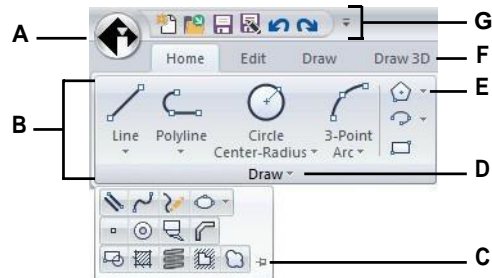 G
A
Home Edit Draw Draw 3D F
E
B
Line Polyline Circle 3-Point
Center-Radius Arc
Draw D
C